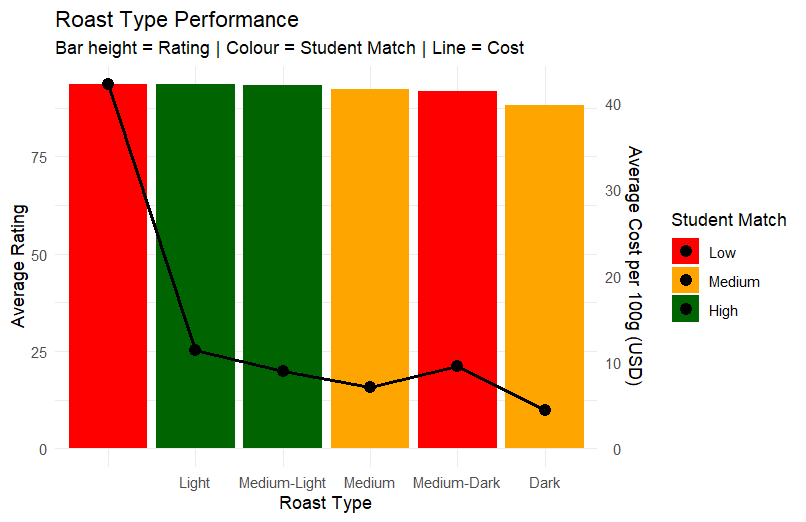 Roast Type Performance
Bar height = Rating | Colour = Student Match | Line = Cost
Average Rating
75
50
25
0
40
30
20
10
0
Average Cost per 100g (USD)
Light
Medium-Light
Medium
Medium-Dark
Dark
Roast Type
Student Match
Low
Medium
High